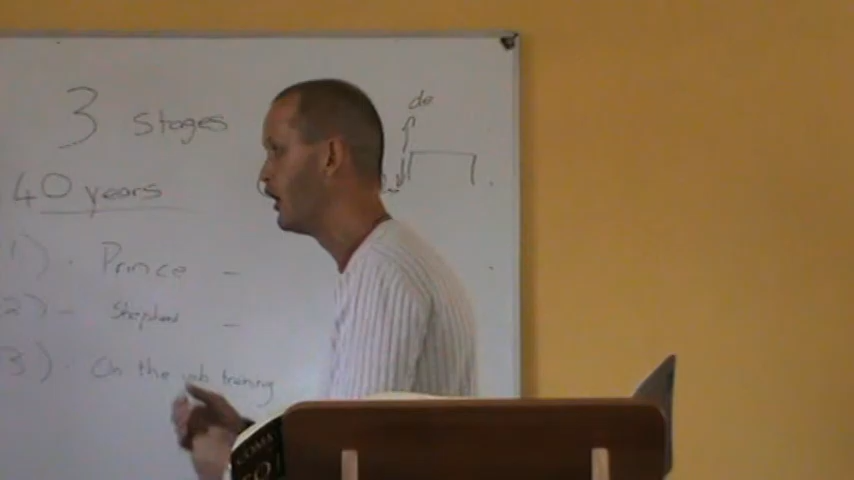 3 stages
de
40 years
1) · Prince -
2) - Shepherd -
3) · On the job training